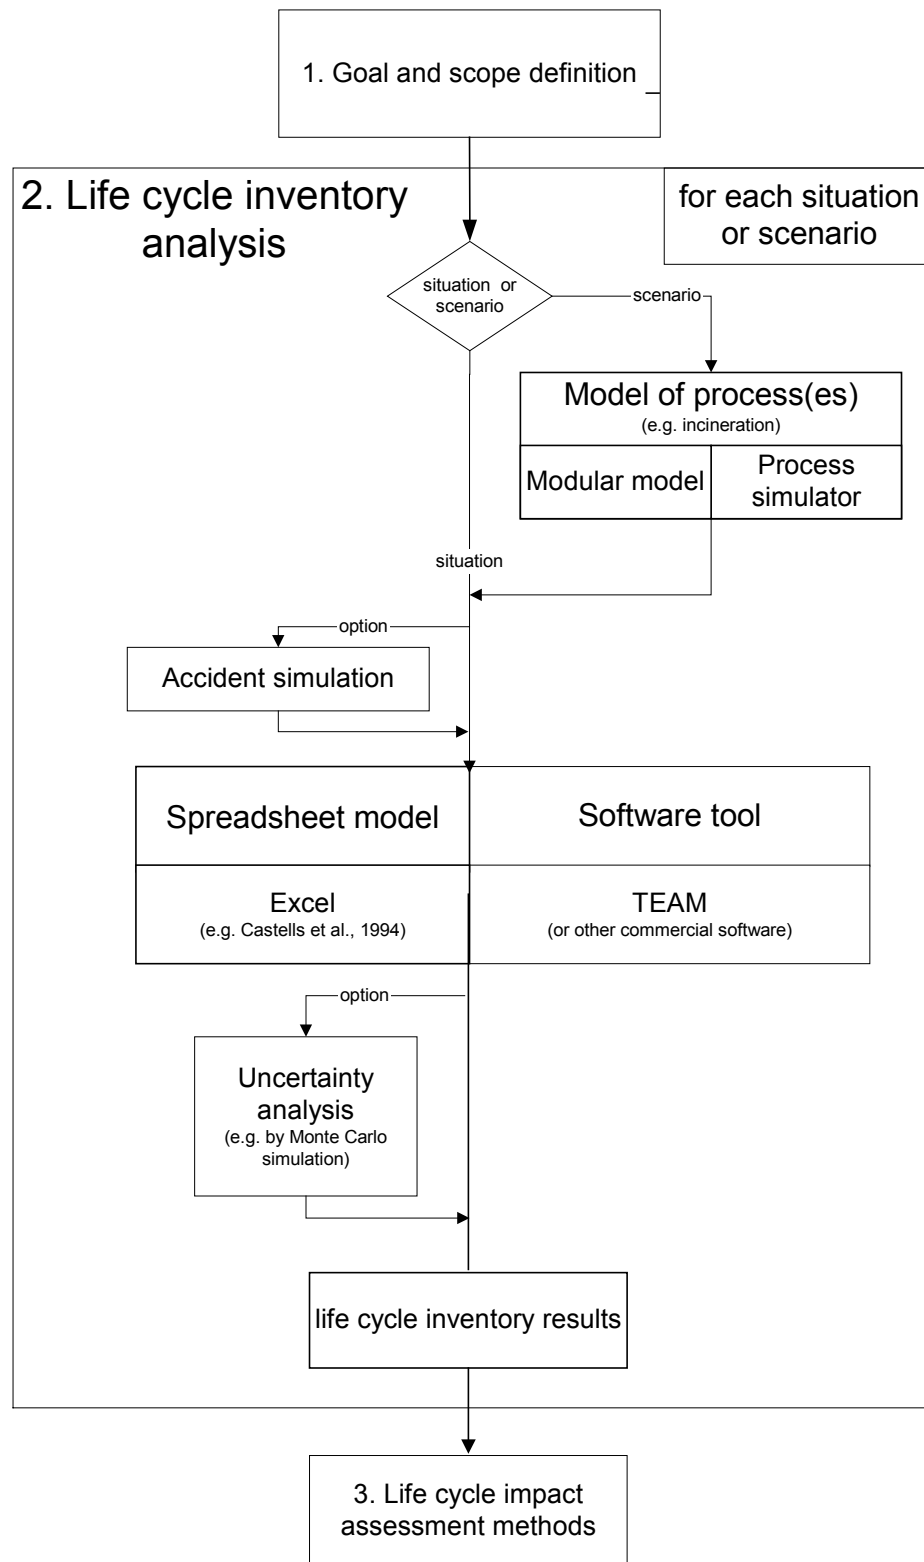 1. Goal and scope definition
2. Life cycle inventory
analysis
for each situation
or scenario
situation or
scenario
scenario
Model of process(es)
(e.g. incineration)
Modular model
Process
simulator
situation
option
Accident simulation
Spreadsheet model
Software tool
Excel
(e.g. Castells et al., 1994)
TEAM
(or other commercial software)
option
Uncertainty
analysis
(e.g. by Monte Carlo
simulation)
life cycle inventory results
3. Life cycle impact
assessment methods